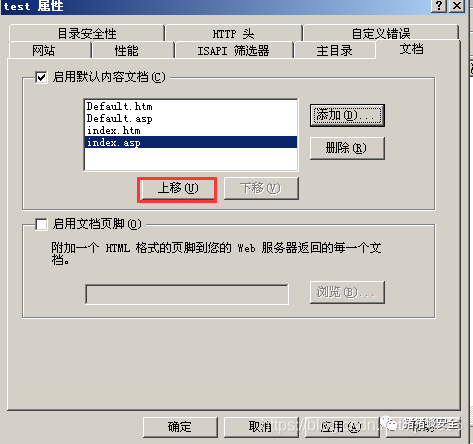 test 属性
目录安全性 HTTP 头 自定义错误
网站 性能 ISAPI 筛选器 主目录 文档
启用默认内容文档(C)
Default.htm
Default.asp
index.htm
index.asp
添加(D)...
删除(R)
上移(U) 下移(V)
启用文档页脚(O)
附加一个 HTML 格式的页脚到您的 Web 服务器返回的每一个文
档。
浏览(B)...
确定 取消 应用(A)
猪猪谈安全